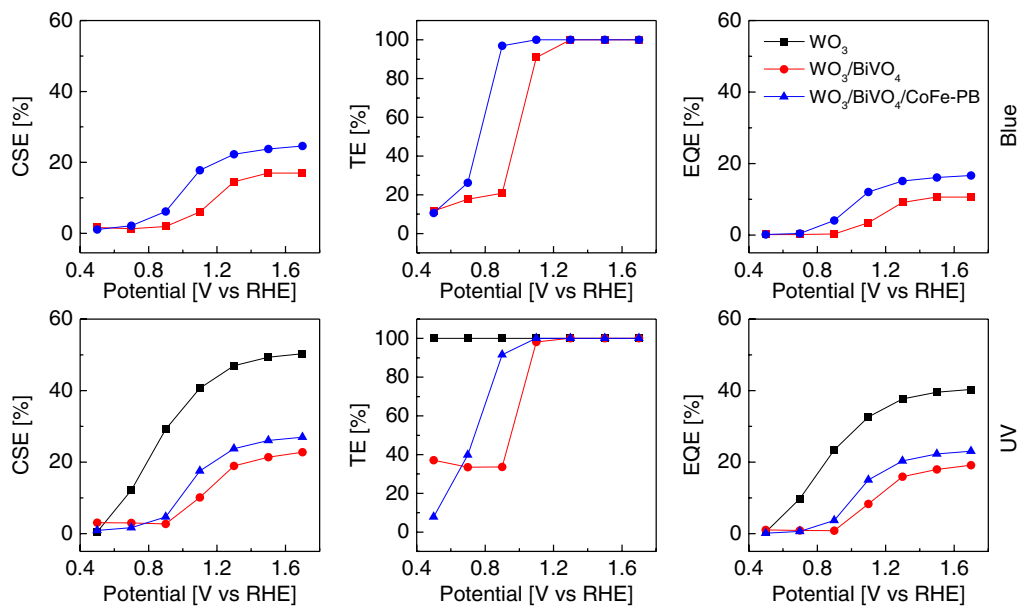 60
40
20
0
CSE [%]
0.4 0.8 1.2 1.6
Potential [V vs RHE]
100
80
60
40
20
0
TE [%]
0.4 0.8 1.2 1.6
Potential [V vs RHE]
60
40
20
0
EQE [%]
WO₃
WO₃/BiVO₄
WO₃/BiVO₄/CoFe-PB
0.4 0.8 1.2 1.6
Potential [V vs RHE]
Blue
60
40
20
0
CSE [%]
0.4 0.8 1.2 1.6
Potential [V vs RHE]
100
80
60
40
20
0
TE [%]
0.4 0.8 1.2 1.6
Potential [V vs RHE]
60
40
20
0
EQE [%]
0.4 0.8 1.2 1.6
Potential [V vs RHE]
UV